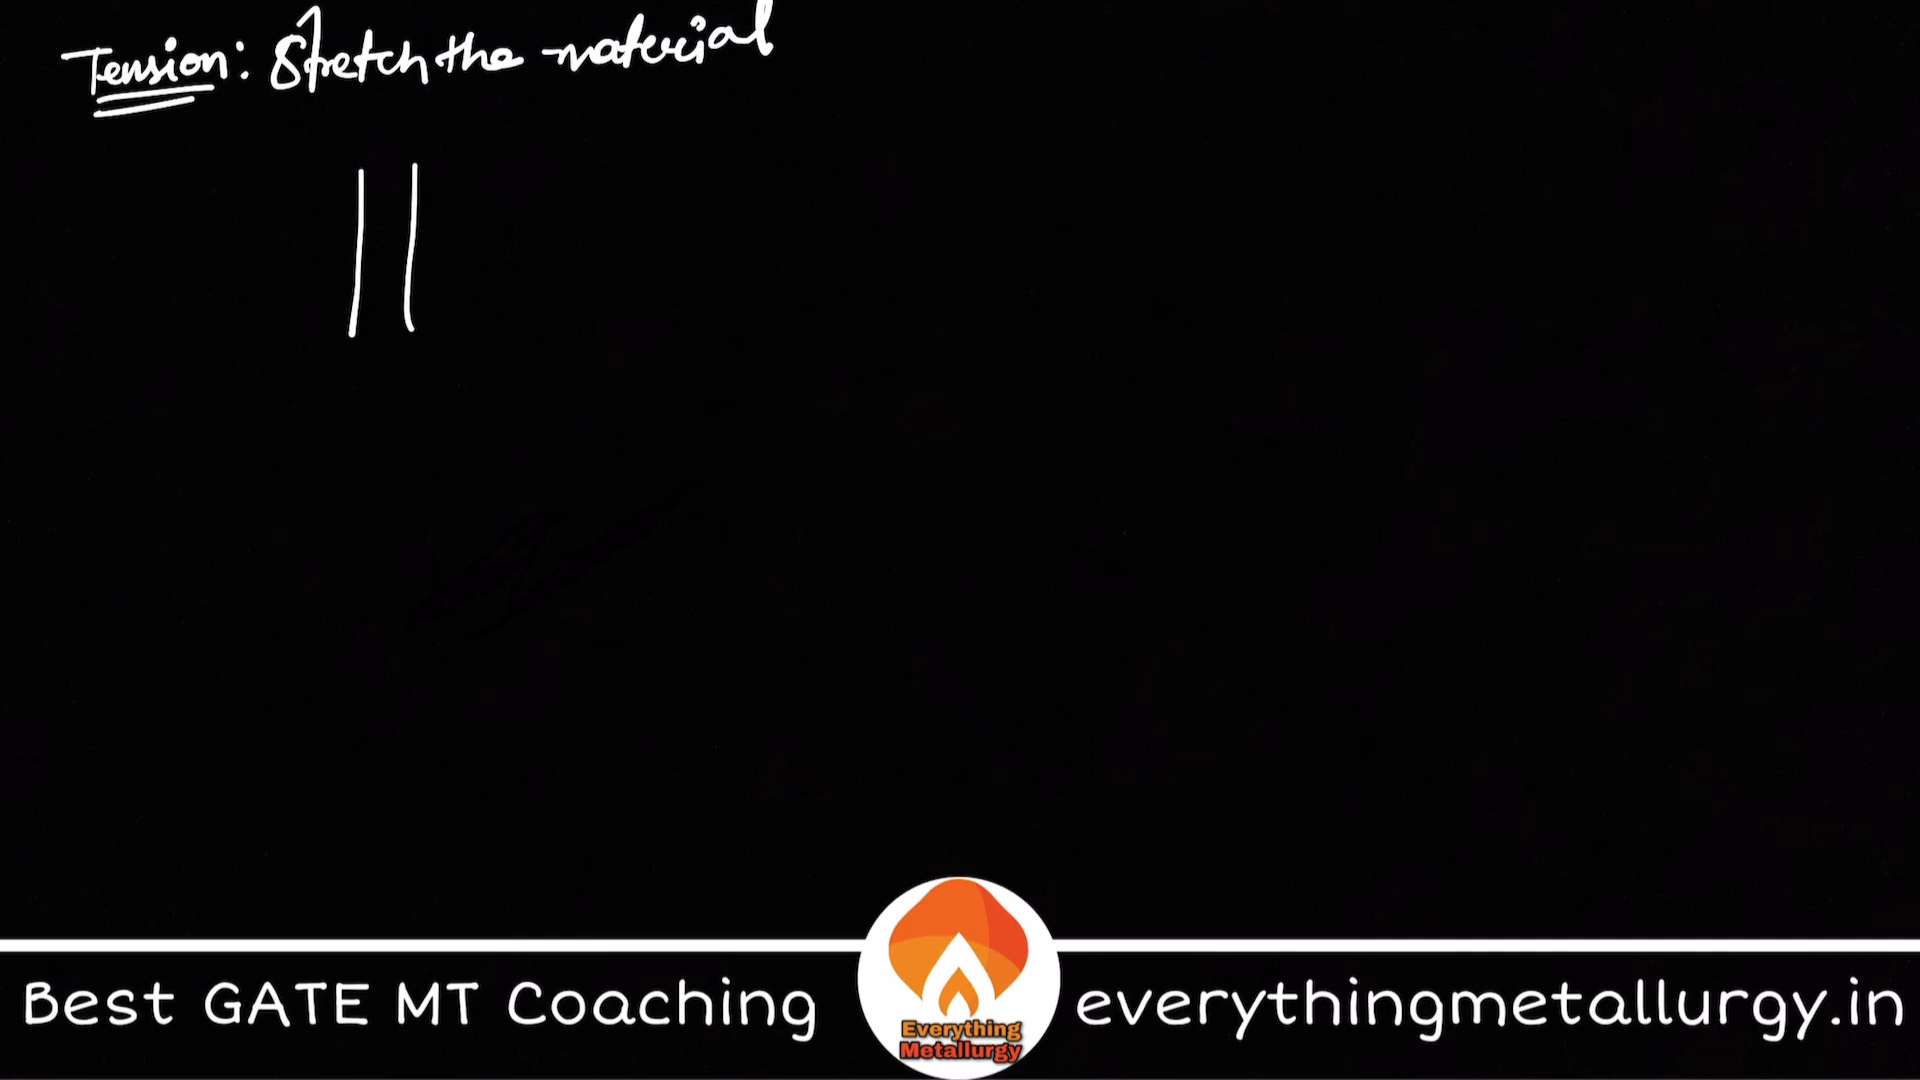 Tension: Stretch the material
Best GATE MT Coaching
Everything
Metallurgy
everythingmetallurgy.in